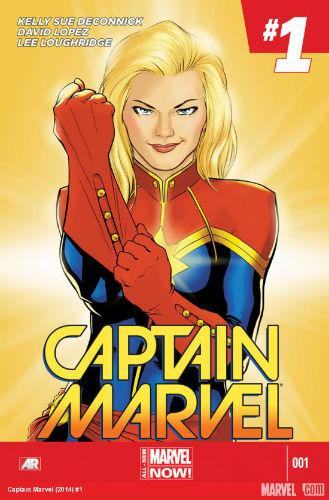 KELLY SUE DECONNICK
DAVID LOPEZ
LEE LOUGHRIDGE
#1
CAPTAIN
MARVEL
AR
ALL-NEW
MARVEL
NOW!
001
Captain Marvel (2014) #1
MARVEL.COM